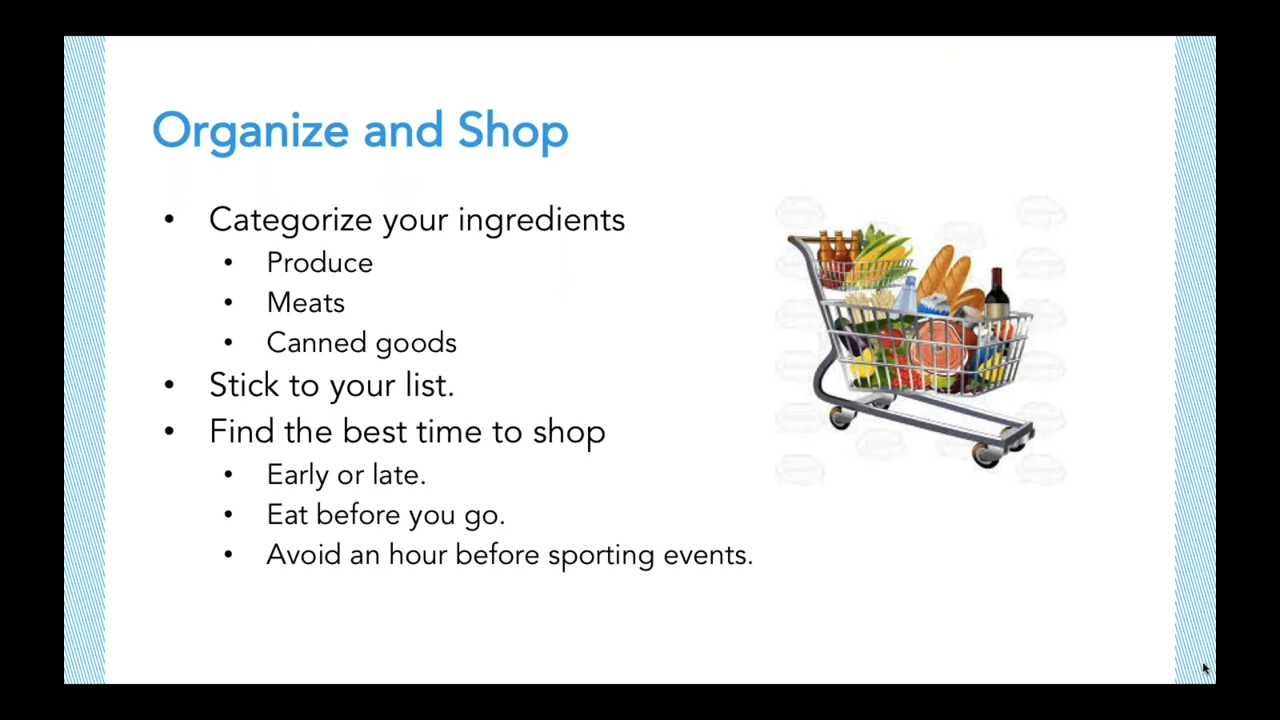 Organize and Shop
• Categorize your ingredients
• Produce
• Meats
• Canned goods
• Stick to your list.
• Find the best time to shop
• Early or late.
• Eat before you go.
• Avoid an hour before sporting events.